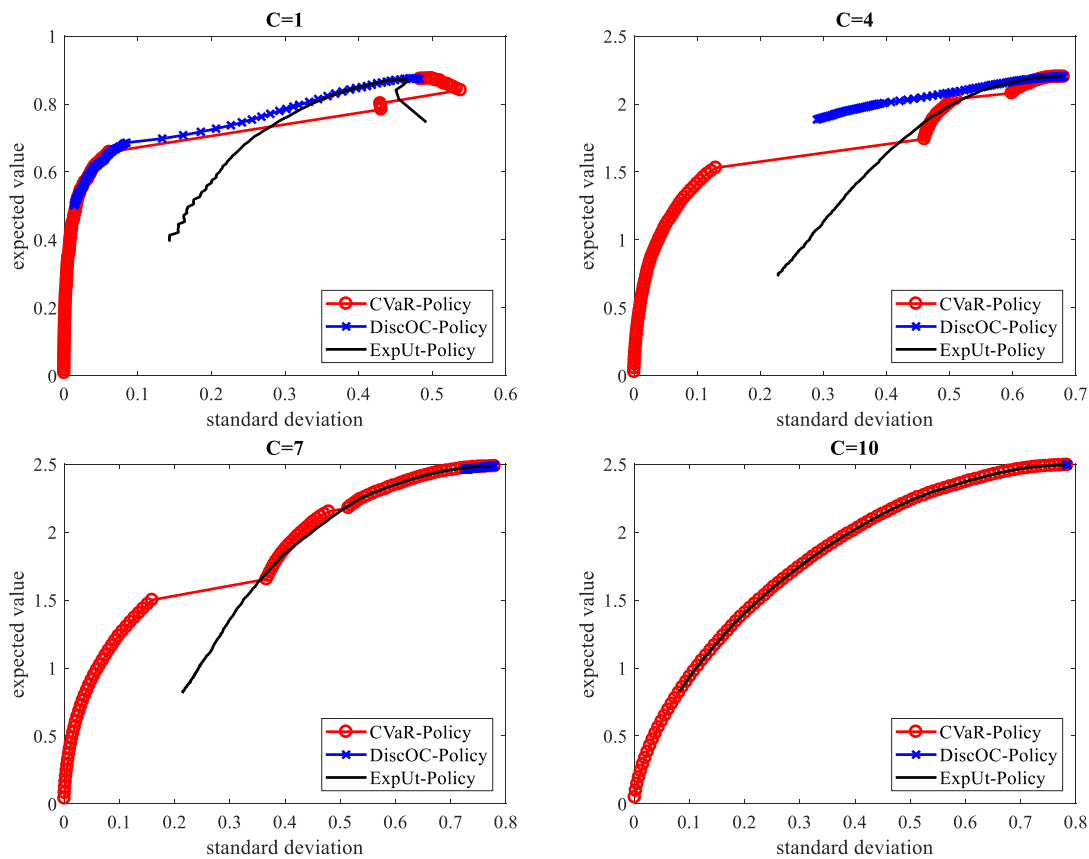 C=1
1
0.8
0.6
0.4
0.2
0
expected value
0 0.1 0.2 0.3 0.4 0.5 0.6
standard deviation
CVaR-Policy
DiscOC-Policy
ExpUt-Policy
C=4
2.5
2
1.5
1
0.5
0
expected value
0 0.1 0.2 0.3 0.4 0.5 0.6 0.7
standard deviation
CVaR-Policy
DiscOC-Policy
ExpUt-Policy
C=7
2.5
2
1.5
1
0.5
0
expected value
0 0.1 0.2 0.3 0.4 0.5 0.6 0.7 0.8
standard deviation
CVaR-Policy
DiscOC-Policy
ExpUt-Policy
C=10
2.5
2
1.5
1
0.5
0
expected value
0 0.1 0.2 0.3 0.4 0.5 0.6 0.7 0.8
standard deviation
CVaR-Policy
DiscOC-Policy
ExpUt-Policy